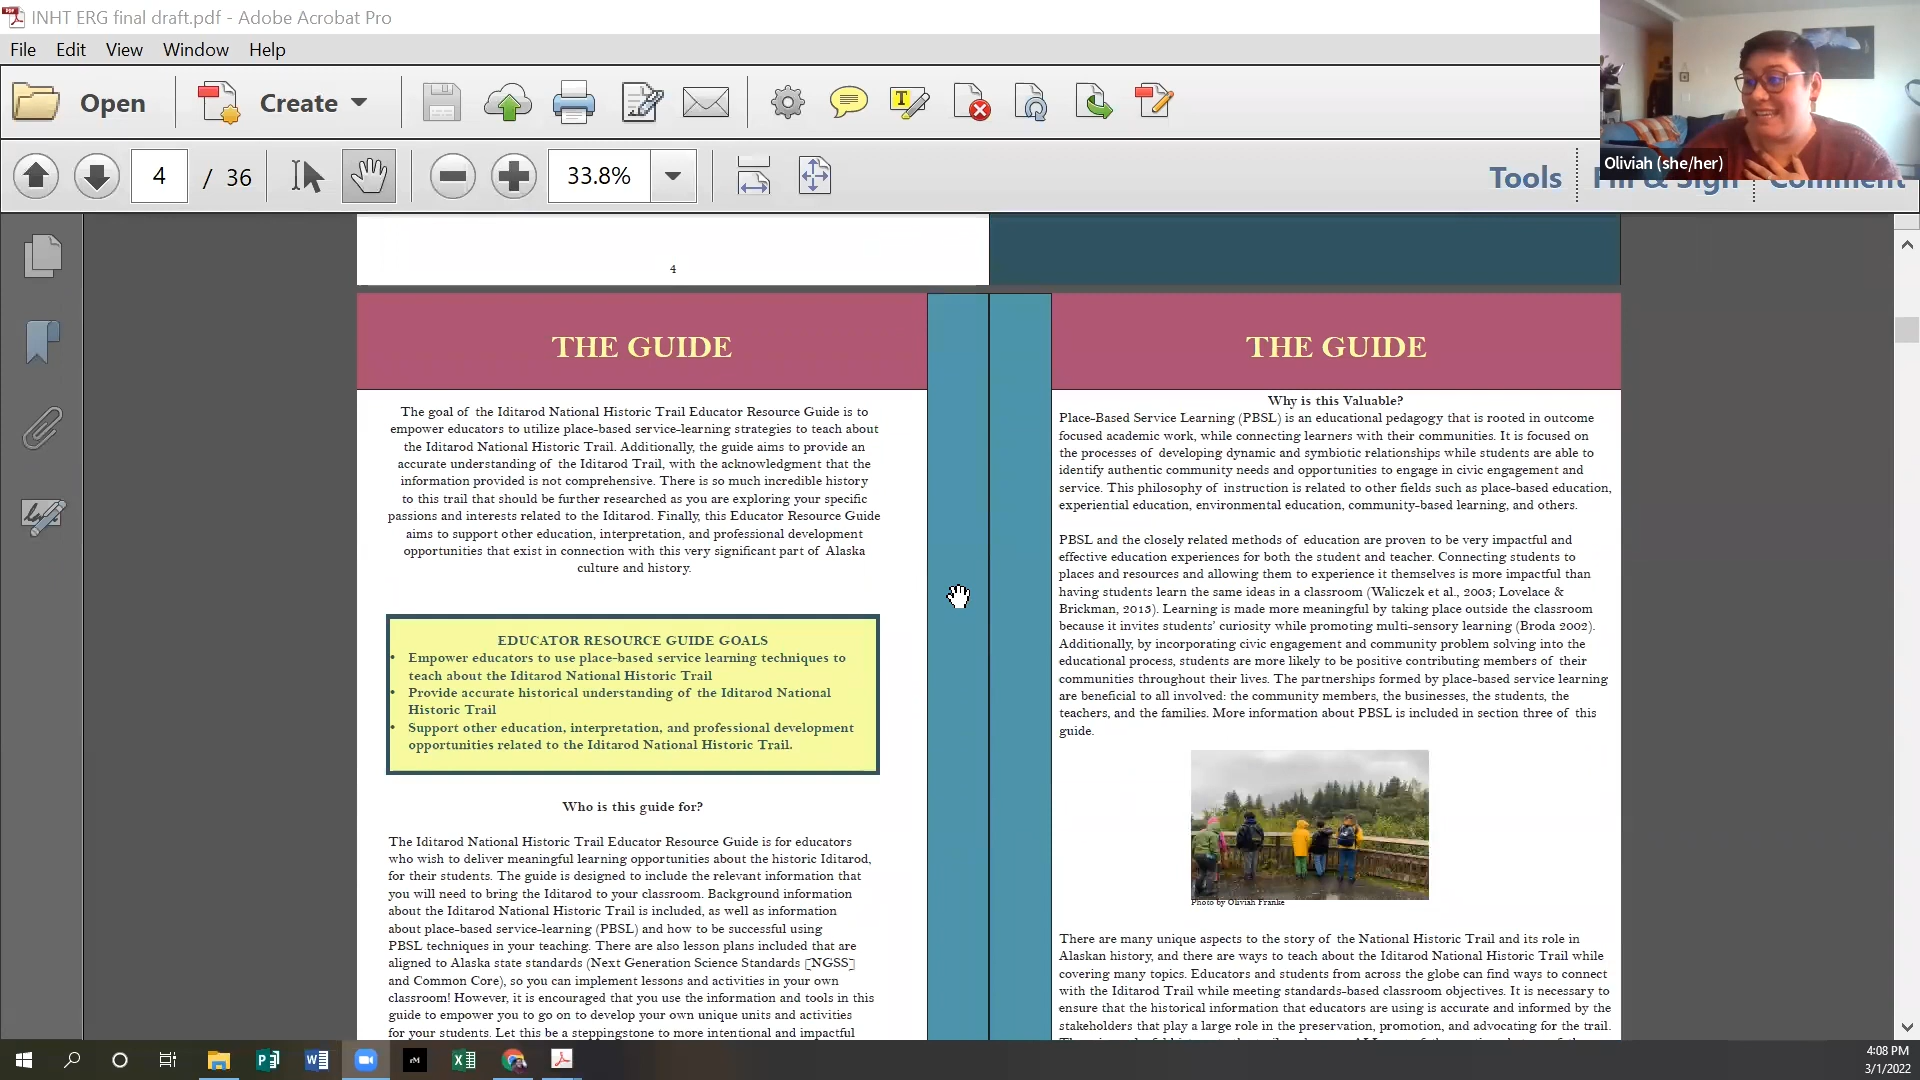 INHT ERG final draft.pdf - Adobe Acrobat Pro
File Edit View Window Help
Open
Create
Oliviah (she/her)
4 / 36
33.8%
Tools
Fill & Sign
Comment
4
THE GUIDE
The goal of the Iditarod National Historic Trail Educator Resource Guide is to
empower educators to utilize place-based service-learning strategies to teach about
the Iditarod National Historic Trail. Additionally, the guide aims to provide an
accurate understanding of the Iditarod Trail, with the acknowledgment that the
information provided is not comprehensive. There is so much incredible history
to this trail that should be further researched as you are exploring your specific
passions and interests related to the Iditarod. Finally, this Educator Resource Guide
aims to support other education, interpretation, and professional development
opportunities that exist in connection with this very significant part of Alaska
culture and history.
EDUCATOR RESOURCE GUIDE GOALS
• Empower educators to use place-based service learning techniques to
teach about the Iditarod National Historic Trail
• Provide accurate historical understanding of the Iditarod National
Historic Trail
• Support other education, interpretation, and professional development
opportunities related to the Iditarod National Historic Trail.
Who is this guide for?
The Iditarod National Historic Trail Educator Resource Guide is for educators
who wish to deliver meaningful learning opportunities about the historic Iditarod,
for their students. The guide is designed to include the relevant information that
you will need to bring the Iditarod to your classroom. Background information
about the Iditarod National Historic Trail is included, as well as information
about place-based service-learning (PBSL) and how to be successful using
PBSL techniques in your teaching. There are also lesson plans included that are
aligned to Alaska state standards (Next Generation Science Standards [NGSS]
and Common Core), so you can implement lessons and activities in your own
classroom! However, it is encouraged that you use the information and tools in this
guide to empower you to go on to develop your own unique units and activities
for your students. Let this be a steppingstone to more intentional and impactful
THE GUIDE
Why is this Valuable?
Place-Based Service Learning (PBSL) is an educational pedagogy that is rooted in outcome
focused academic work, while connecting learners with their communities. It is focused on
the processes of developing dynamic and symbiotic relationships while students are able to
identify authentic community needs and opportunities to engage in civic engagement and
service. This philosophy of instruction is related to other fields such as place-based education,
experiential education, environmental education, community-based learning, and others.
PBSL and the closely related methods of education are proven to be very impactful and
effective education experiences for both the student and teacher. Connecting students to
places and resources and allowing them to experience it themselves is more impactful than
having students learn the same ideas in a classroom (Waliczek et al., 2003; Lovelace &
Brickman, 2013). Learning is made more meaningful by taking place outside the classroom
because it invites students' curiosity while promoting multi-sensory learning (Broda 2002).
Additionally, by incorporating civic engagement and community problem solving into the
educational process, students are more likely to be positive contributing members of their
communities throughout their lives. The partnerships formed by place-based service learning
are beneficial to all involved: the community members, the businesses, the students, the
teachers, and the families. More information about PBSL is included in section three of this
guide.
Photo by Oliviah Franke
There are many unique aspects to the story of the National Historic Trail and its role in
Alaskan history, and there are ways to teach about the Iditarod National Historic Trail while
covering many topics. Educators and students from across the globe can find ways to connect
with the Iditarod Trail while meeting standards-based classroom objectives. It is necessary to
ensure that the historical information that educators are using is accurate and informed by the
stakeholders that play a large role in the preservation, promotion, and advocating for the trail.
4:08 PM
3/1/2022